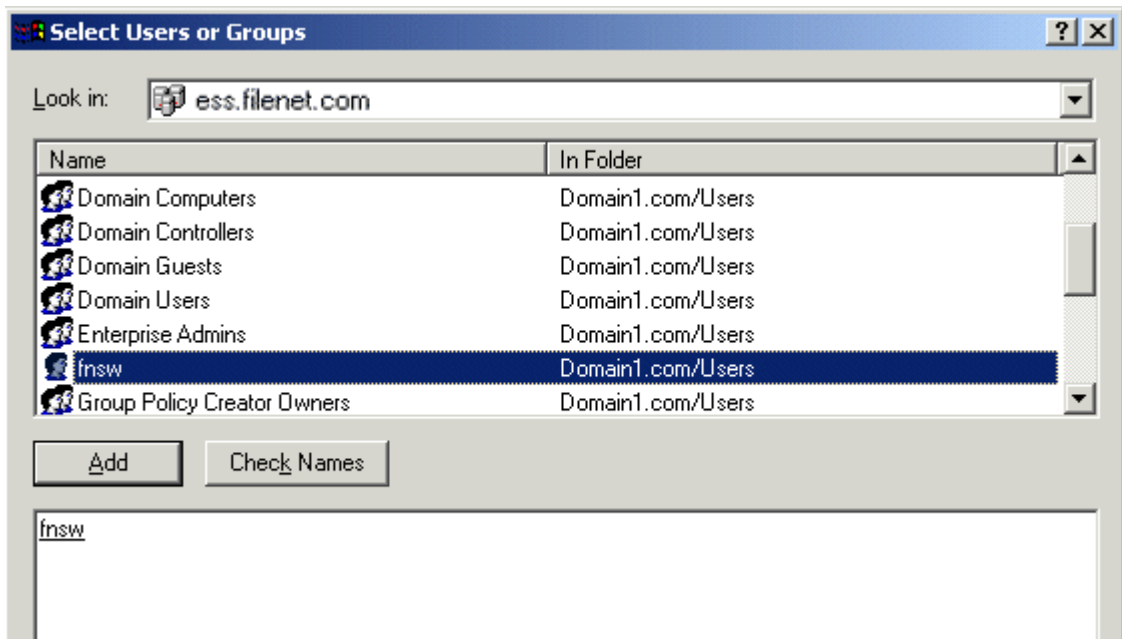 Select Users or Groups
Look in: ess.filenet.com
Name In Folder
Domain Computers Domain1.com/Users
Domain Controllers Domain1.com/Users
Domain Guests Domain1.com/Users
Domain Users Domain1.com/Users
Enterprise Admins Domain1.com/Users
fnsw Domain1.com/Users
Group Policy Creator Owners Domain1.com/Users
Add Check Names
fnsw